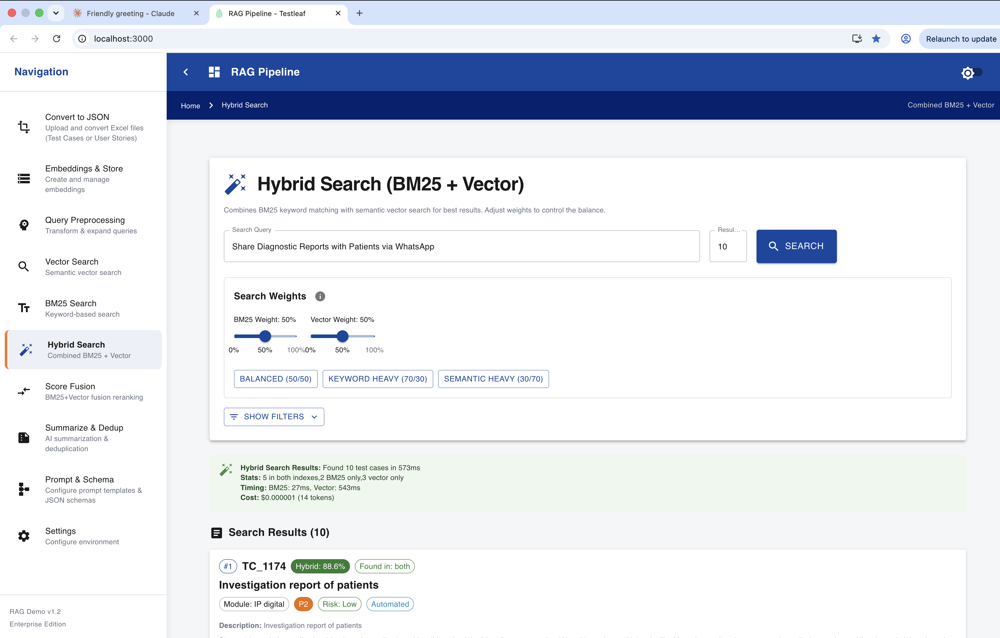 Friendly greeting - Claude
RAG Pipeline - Testleaf
localhost:3000
Relaunch to update
Navigation
RAG Pipeline
Home
Hybrid Search
Combined BM25 + Vector
Convert to JSON
Upload and convert Excel files
(Test Cases or User Stories)
Embeddings & Store
Create and manage
embeddings
Query Preprocessing
Transform & expand queries
Vector Search
Semantic vector search
BM25 Search
Keyword-based search
Hybrid Search
Combined BM25 + Vector
Score Fusion
BM25+Vector fusion reranking
Summarize & Dedup
AI summarization &
deduplication
Prompt & Schema
Configure prompt templates &
JSON schemas
Settings
Configure environment
RAG Demo v1.2
Enterprise Edition
Hybrid Search (BM25 + Vector)
Combines BM25 keyword matching with semantic vector search for best results. Adjust weights to control the balance.
Search Query
Share Diagnostic Reports with Patients via WhatsApp
Resul...
10
SEARCH
Search Weights
BM25 Weight: 50%
Vector Weight: 50%
0% 50% 100%
0% 50% 100%
BALANCED (50/50)
KEYWORD HEAVY (70/30)
SEMANTIC HEAVY (30/70)
SHOW FILTERS
Hybrid Search Results: Found 10 test cases in 573ms
Stats: 5 in both indexes,2 BM25 only,3 vector only
Timing: BM25: 27ms, Vector: 543ms
Cost: $0.000001 (14 tokens)
Search Results (10)
#1 TC_1174 Hybrid: 88.6% Found in: both
Investigation report of patients
Module: IP digital P2 Risk: Low Automated
Description: Investigation report of patients